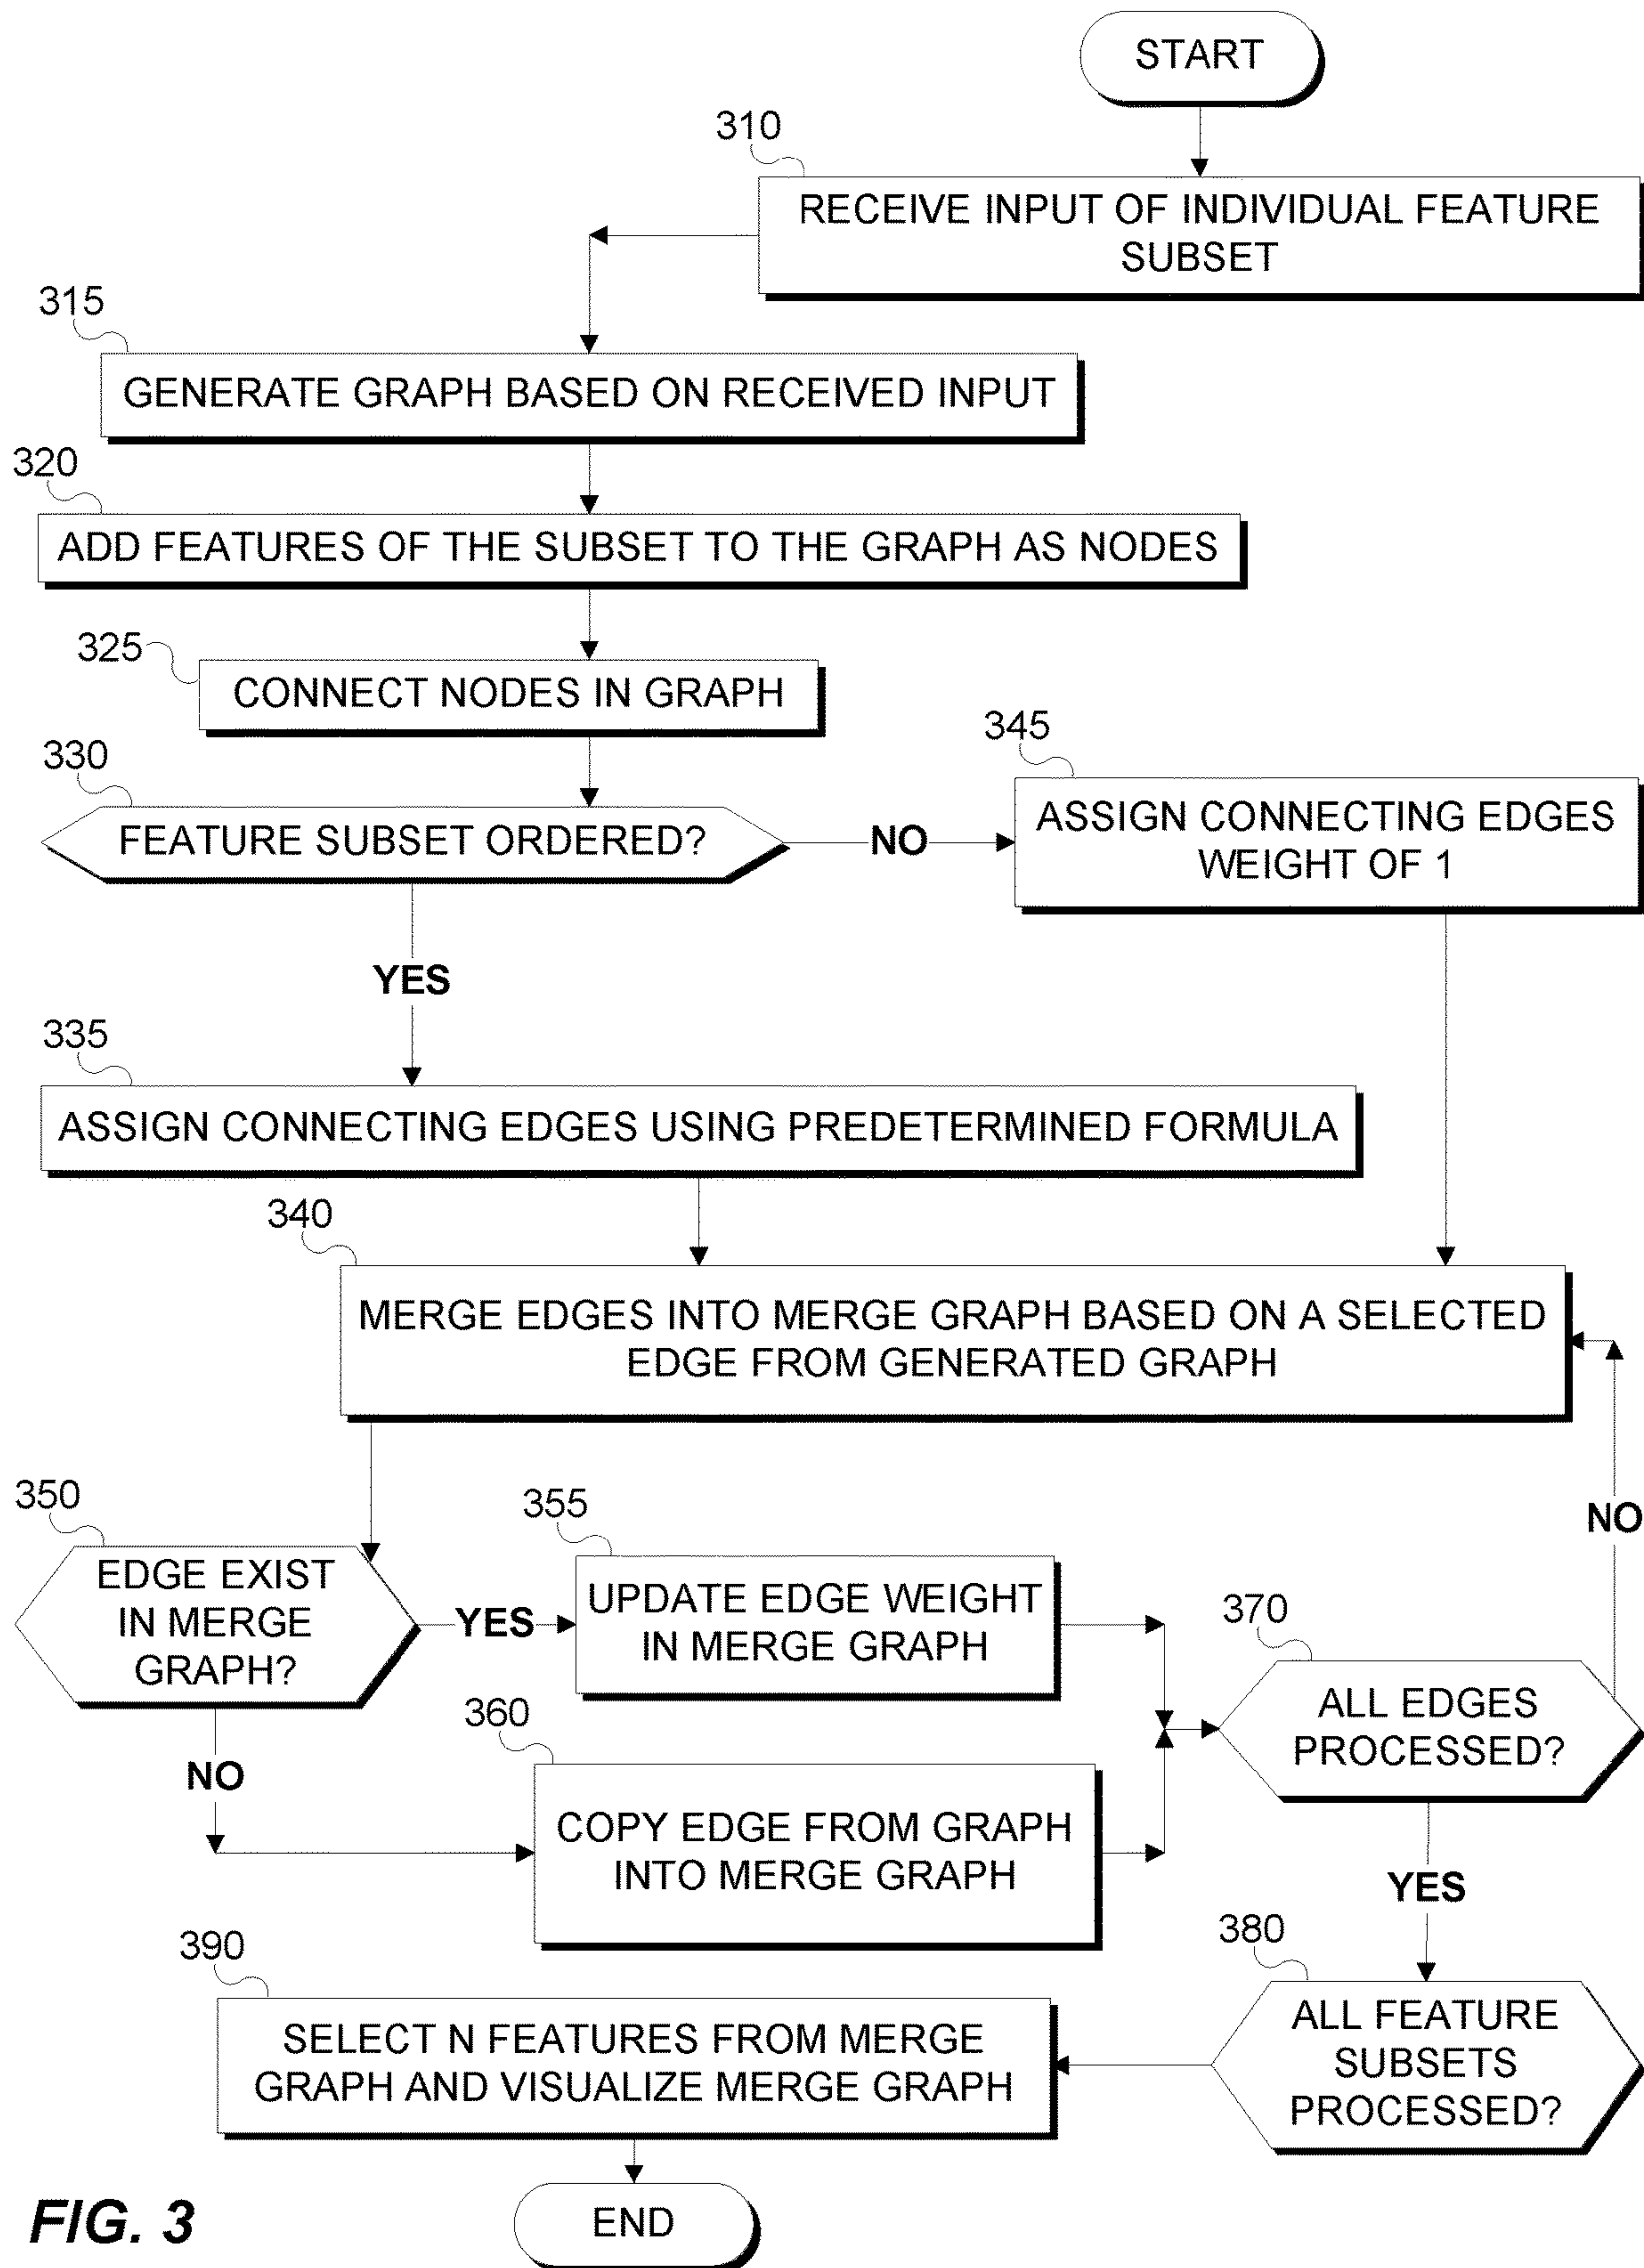 START
310
RECEIVE INPUT OF INDIVIDUAL FEATURE
SUBSET
315
GENERATE GRAPH BASED ON RECEIVED INPUT
320
ADD FEATURES OF THE SUBSET TO THE GRAPH AS NODES
325
CONNECT NODES IN GRAPH
330
FEATURE SUBSET ORDERED?
NO
345
ASSIGN CONNECTING EDGES
WEIGHT OF 1
YES
335
ASSIGN CONNECTING EDGES USING PREDETERMINED FORMULA
340
MERGE EDGES INTO MERGE GRAPH BASED ON A SELECTED
EDGE FROM GENERATED GRAPH
350
EDGE EXIST
IN MERGE
GRAPH?
YES
355
UPDATE EDGE WEIGHT
IN MERGE GRAPH
NO
360
COPY EDGE FROM GRAPH
INTO MERGE GRAPH
370
ALL EDGES
PROCESSED?
NO
YES
380
ALL FEATURE
SUBSETS
PROCESSED?
390
SELECT N FEATURES FROM MERGE
GRAPH AND VISUALIZE MERGE GRAPH
END
FIG. 3